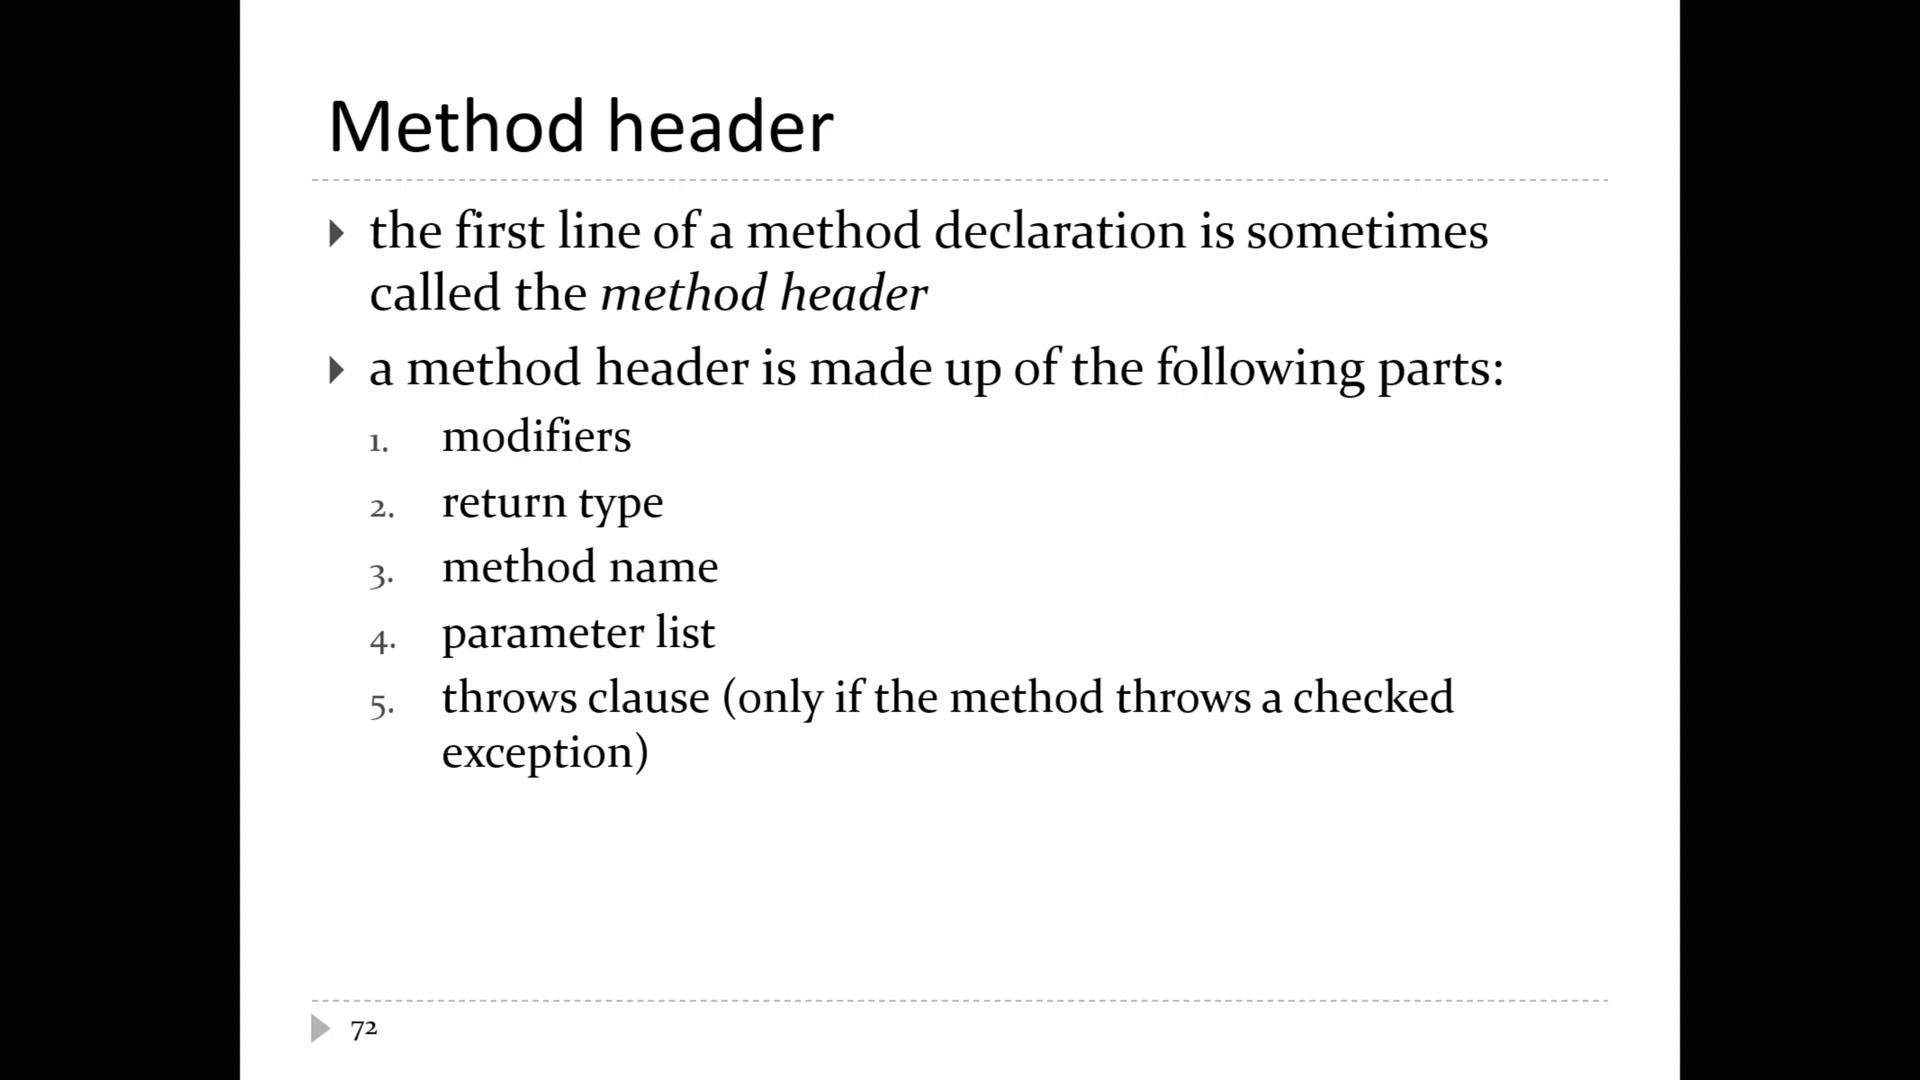 Method header
the first line of a method declaration is sometimes
called the method header
a method header is made up of the following parts:
1. modifiers
2. return type
3. method name
4. parameter list
5. throws clause (only if the method throws a checked
exception)
72